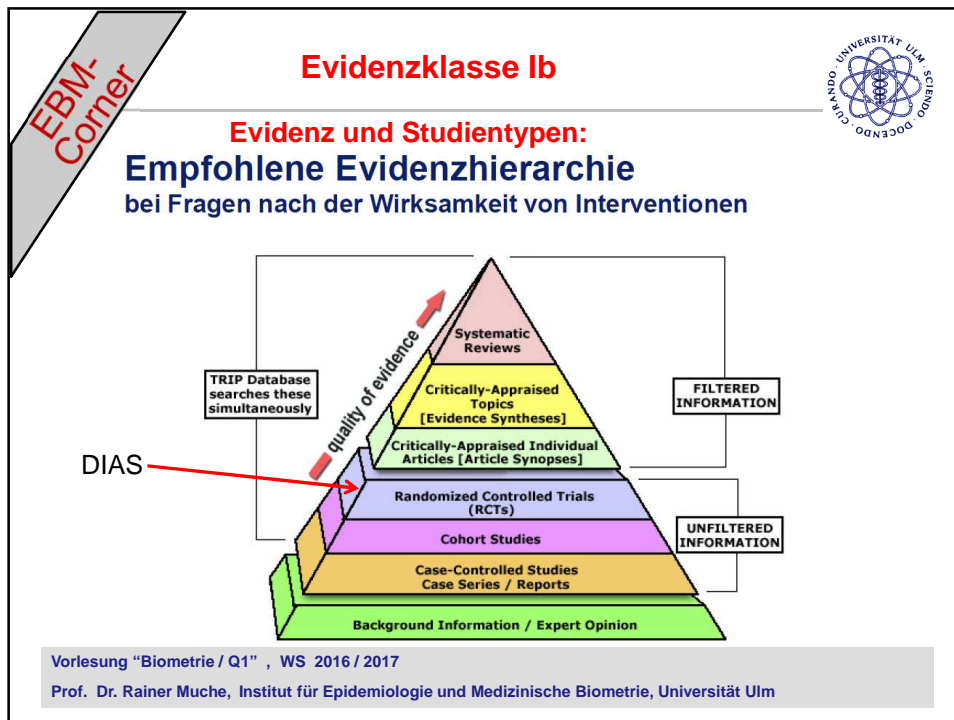 EBM-
Corner
Evidenzklasse Ib
UNIVERSITÄT ULM · SCIENDO · DOCENDO · CURANDO ·
Evidenz und Studientypen:
Empfohlene Evidenzhierarchie
bei Fragen nach der Wirksamkeit von Interventionen
quality of evidence
Systematic
Reviews
TRIP Database
searches these
simultaneously
Critically-Appraised
Topics
[Evidence Syntheses]
FILTERED
INFORMATION
Critically-Appraised Individual
Articles [Article Synopses]
DIAS
Randomized Controlled Trials
(RCTs)
UNFILTERED
INFORMATION
Cohort Studies
Case-Controlled Studies
Case Series / Reports
Background Information / Expert Opinion
Vorlesung “Biometrie / Q1” , WS 2016 / 2017
Prof. Dr. Rainer Muche, Institut für Epidemiologie und Medizinische Biometrie, Universität Ulm